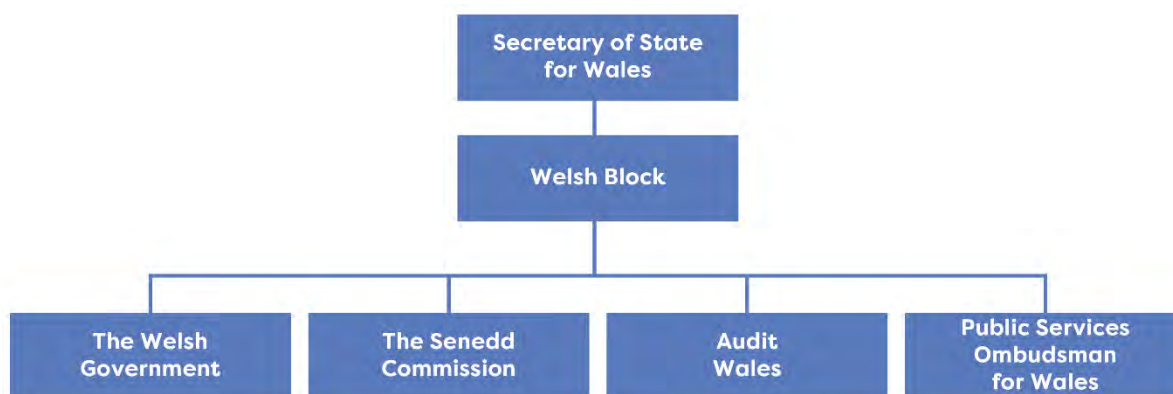 Secretary of State
for Wales
Welsh Block
The Welsh
Government
The Senedd
Commission
Audit
Wales
Public Services
Ombudsman
for Wales